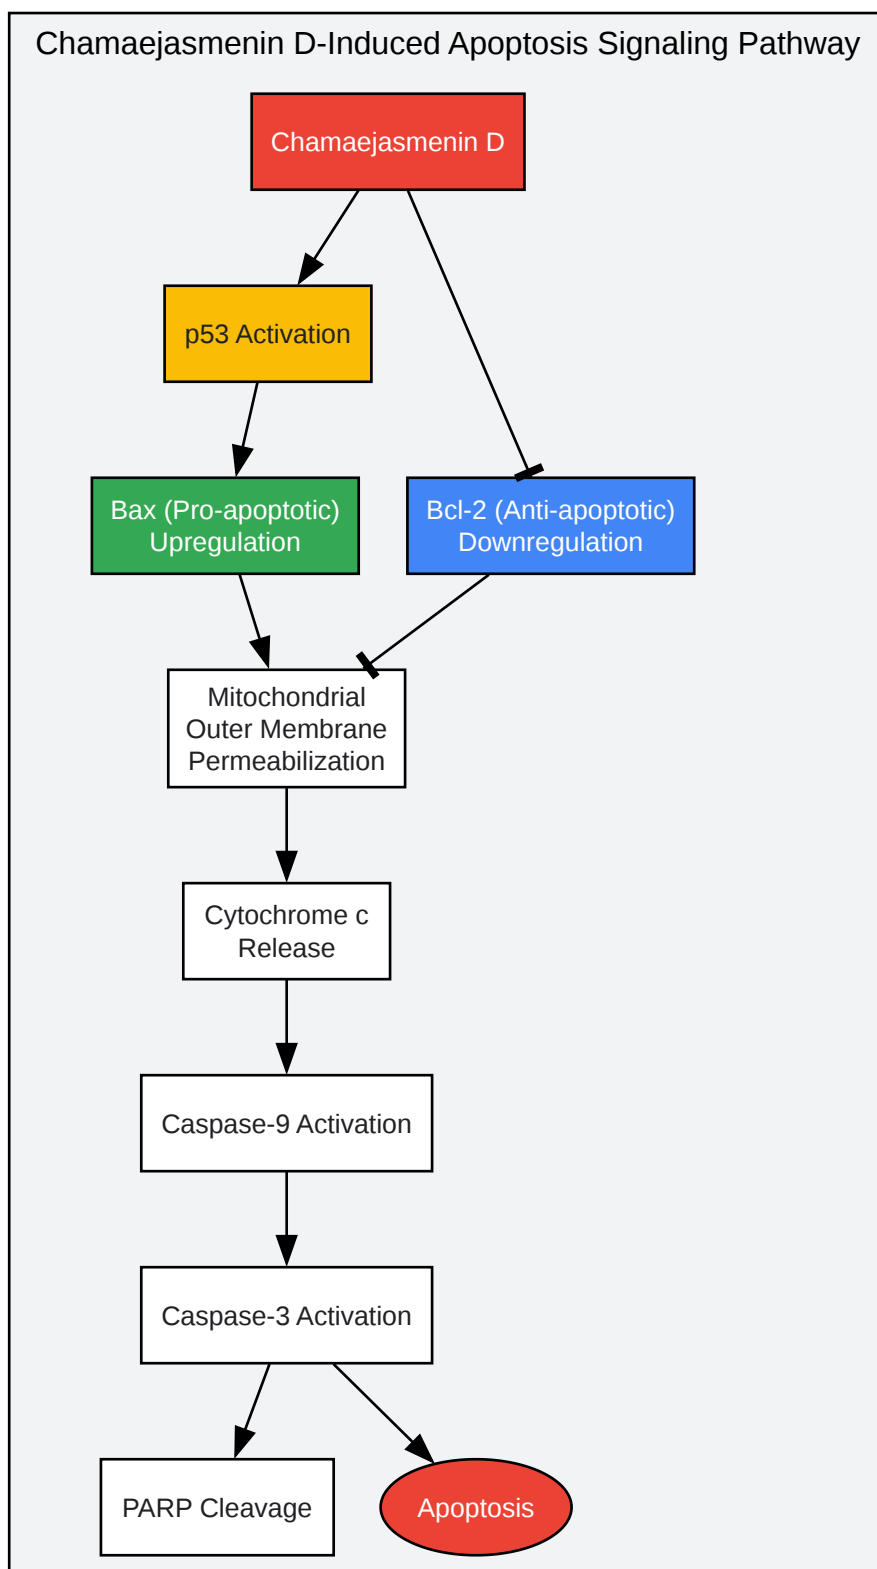 Chamaejasmenin D-Induced Apoptosis Signaling Pathway
Chamaejasmenin D
p53 Activation
Bax (Pro-apoptotic)
Upregulation
Bcl-2 (Anti-apoptotic)
Downregulation
Mitochondrial
Outer Membrane
Permeabilization
Cytochrome c
Release
Caspase-9 Activation
Caspase-3 Activation
PARP Cleavage
Apoptosis